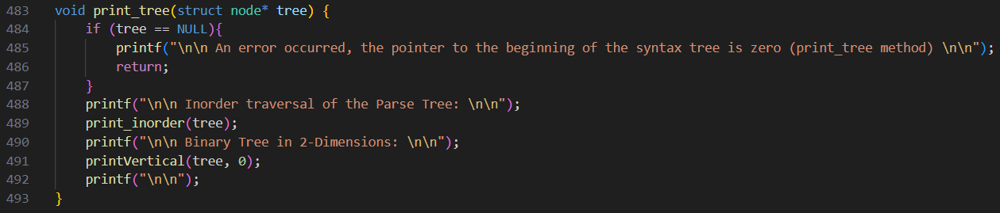 483 void print_tree(struct node* tree) {
484 if (tree == NULL){
485 printf("\n\n An error occurred, the pointer to the beginning of the syntax tree is zero (print_tree method) \n\n");
486 return;
487 }
488 printf("\n\n Inorder traversal of the Parse Tree: \n\n");
489 print_inorder(tree);
490 printf("\n\n Binary Tree in 2-Dimensions: \n\n");
491 printVertical(tree, 0);
492 printf("\n\n");
493 }